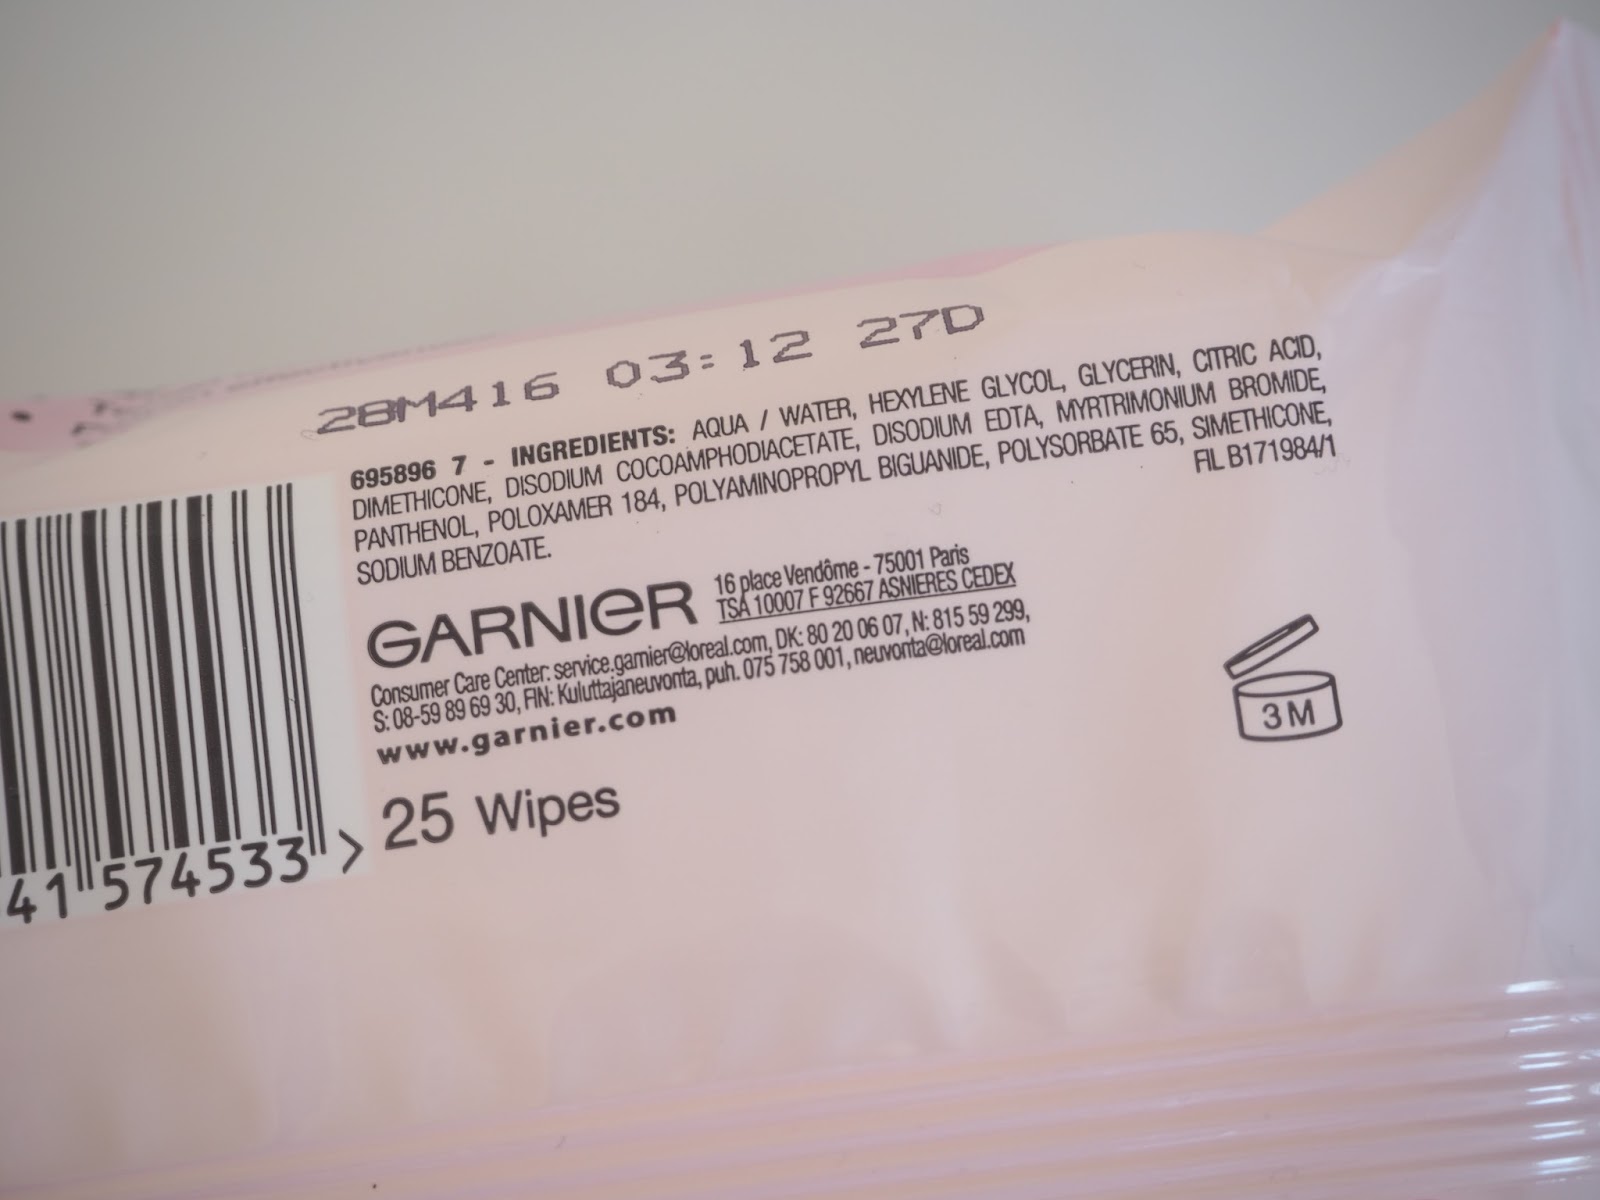 28M416 03:12 27D
695896 7 - INGREDIENTS: AQUA / WATER, HEXYLENE GLYCOL, GLYCERIN, CITRIC ACID,
DIMETHICONE, DISODIUM COCOAMPHODIACETATE, DISODIUM EDTA, MYRTRIMONIUM BROMIDE,
PANTHENOL, POLOXAMER 184, POLYAMINOPROPYL BIGUANIDE, POLYSORBATE 65, SIMETHICONE,
SODIUM BENZOATE.
FIL B171984/1
GARNIER
16 place Vendôme - 75001 Paris
TSA 10007 F 92667 ASNIERES CEDEX
Consumer Care Center: service.garnier@loreal.com, DK: 80 20 06 07, N: 815 59 299,
S: 08-59 89 69 30, FIN: Kuluttajaneuvonta, puh. 075 758 001, neuvonta@loreal.com
www.garnier.com
3M
25 Wipes
41 574533 >